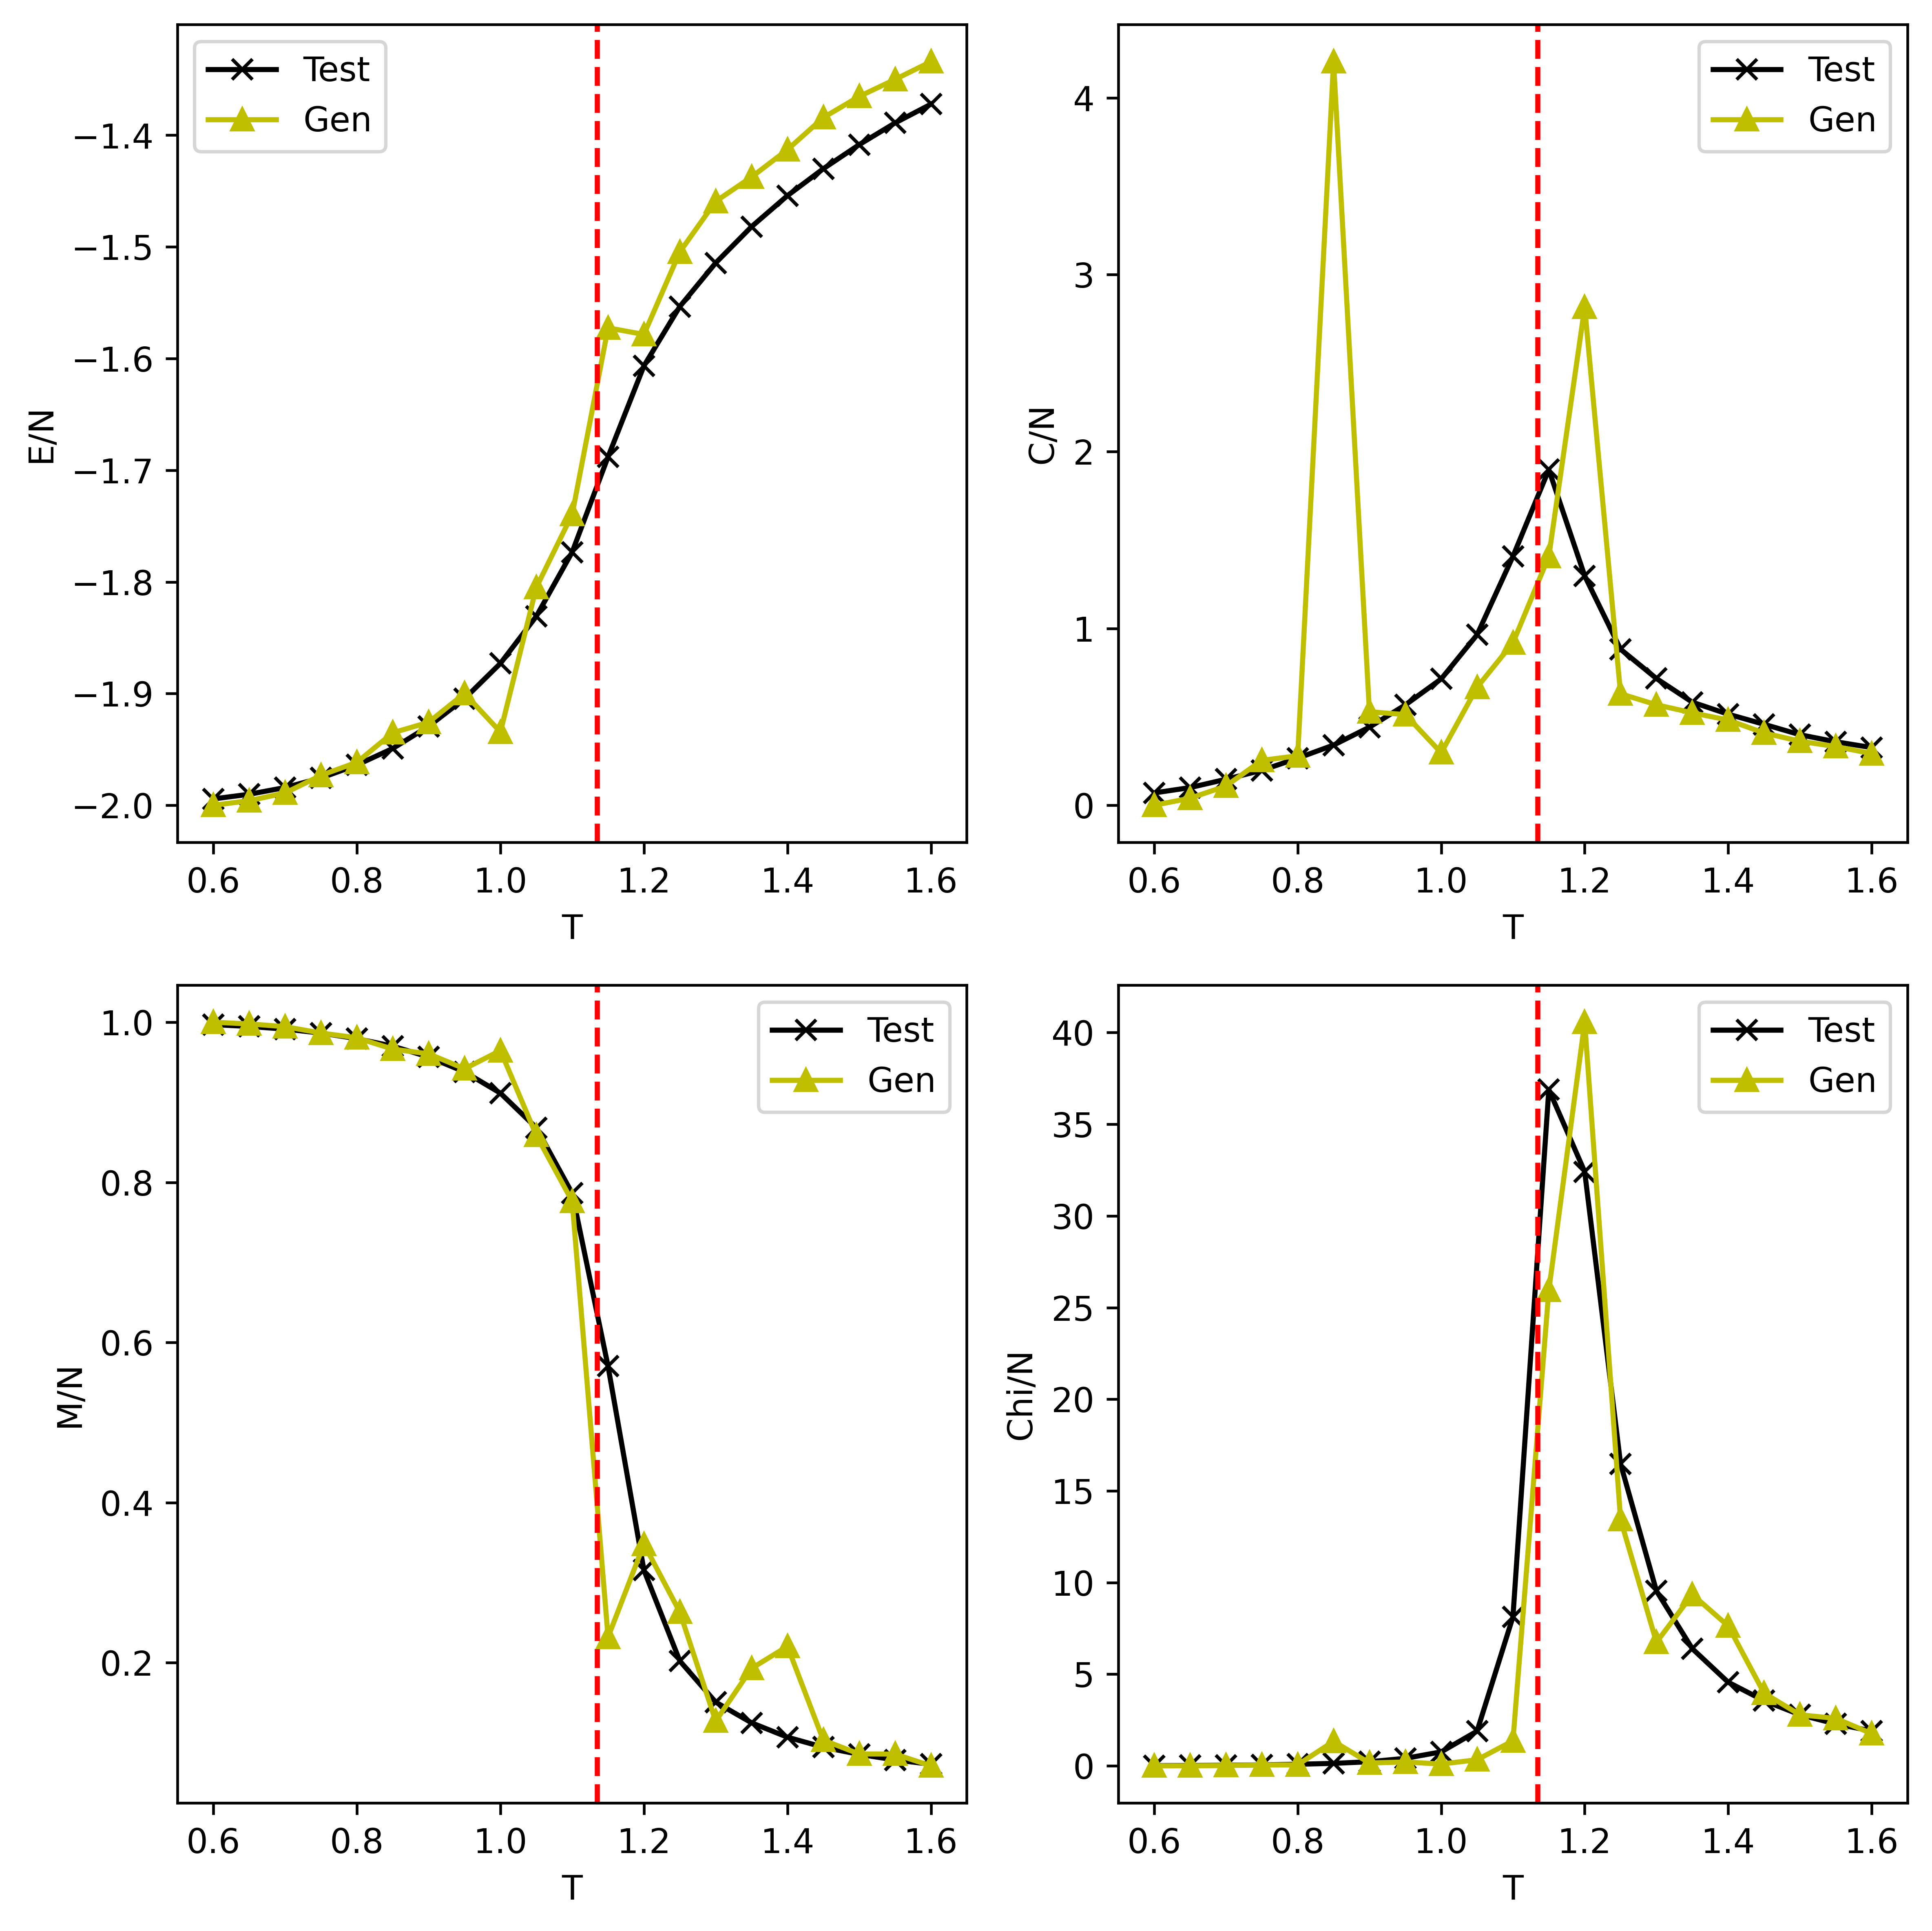 Test
Gen
−1.4
−1.5
−1.6
−1.7
−1.8
−1.9
−2.0
E/N
0.6 0.8 1.0 1.2 1.4 1.6
T
Test
Gen
4
3
2
1
0
C/N
0.6 0.8 1.0 1.2 1.4 1.6
T
Test
Gen
1.0
0.8
0.6
0.4
0.2
M/N
0.6 0.8 1.0 1.2 1.4 1.6
T
Test
Gen
40
35
30
25
20
15
10
5
0
Chi/N
0.6 0.8 1.0 1.2 1.4 1.6
T